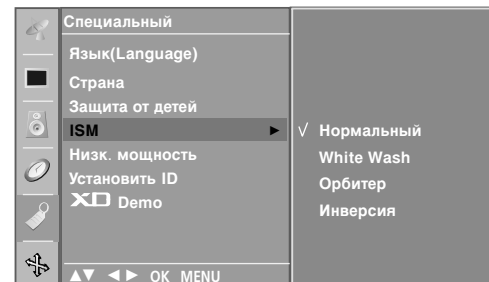 Специальный
Язык(Language)
Страна
Защита от детей
ISM ►
Низк. мощность
Установить ID
XD Demo
▲▼ ◄► OK MENU
√ Нормальный
White Wash
Орбитер
Инверсия